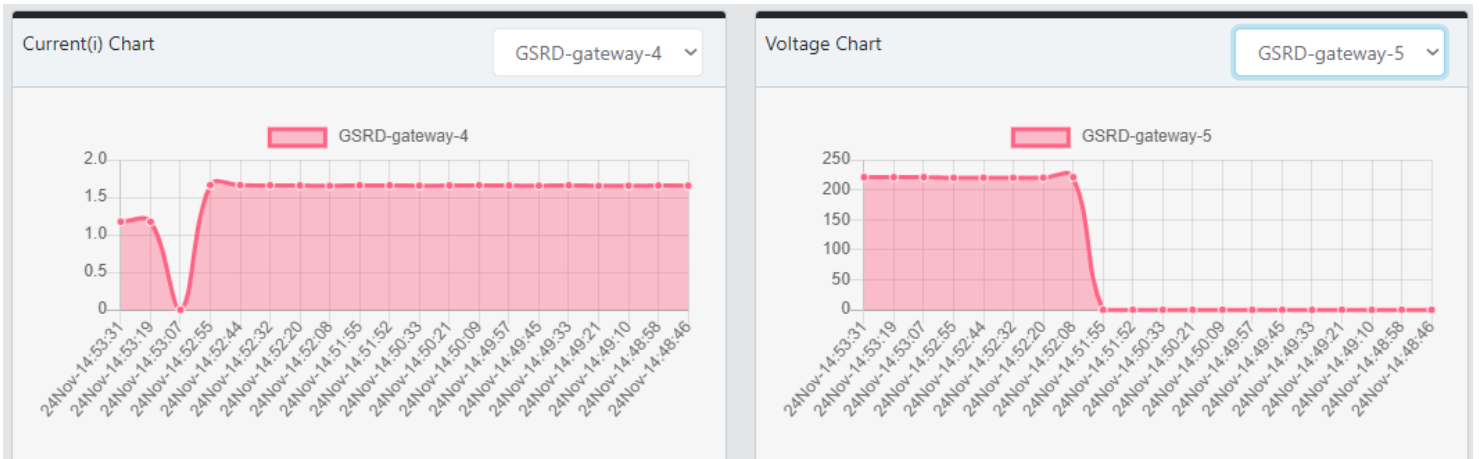 Current(i) Chart
GSRD-gateway-4
GSRD-gateway-4
2.0
1.5
1.0
0.5
0
24Nov-14:53:31
24Nov-14:53:19
24Nov-14:53:07
24Nov-14:52:55
24Nov-14:52:44
24Nov-14:52:32
24Nov-14:52:20
24Nov-14:52:08
24Nov-14:51:55
24Nov-14:51:52
24Nov-14:50:33
24Nov-14:50:21
24Nov-14:50:09
24Nov-14:49:57
24Nov-14:49:45
24Nov-14:49:33
24Nov-14:49:21
24Nov-14:49:10
24Nov-14:48:58
24Nov-14:48:46
Voltage Chart
GSRD-gateway-5
GSRD-gateway-5
250
200
150
100
50
0
24Nov-14:53:31
24Nov-14:53:19
24Nov-14:53:07
24Nov-14:52:55
24Nov-14:52:44
24Nov-14:52:32
24Nov-14:52:20
24Nov-14:52:08
24Nov-14:51:55
24Nov-14:51:52
24Nov-14:50:33
24Nov-14:50:21
24Nov-14:50:09
24Nov-14:49:57
24Nov-14:49:45
24Nov-14:49:33
24Nov-14:49:21
24Nov-14:49:10
24Nov-14:48:58
24Nov-14:48:46